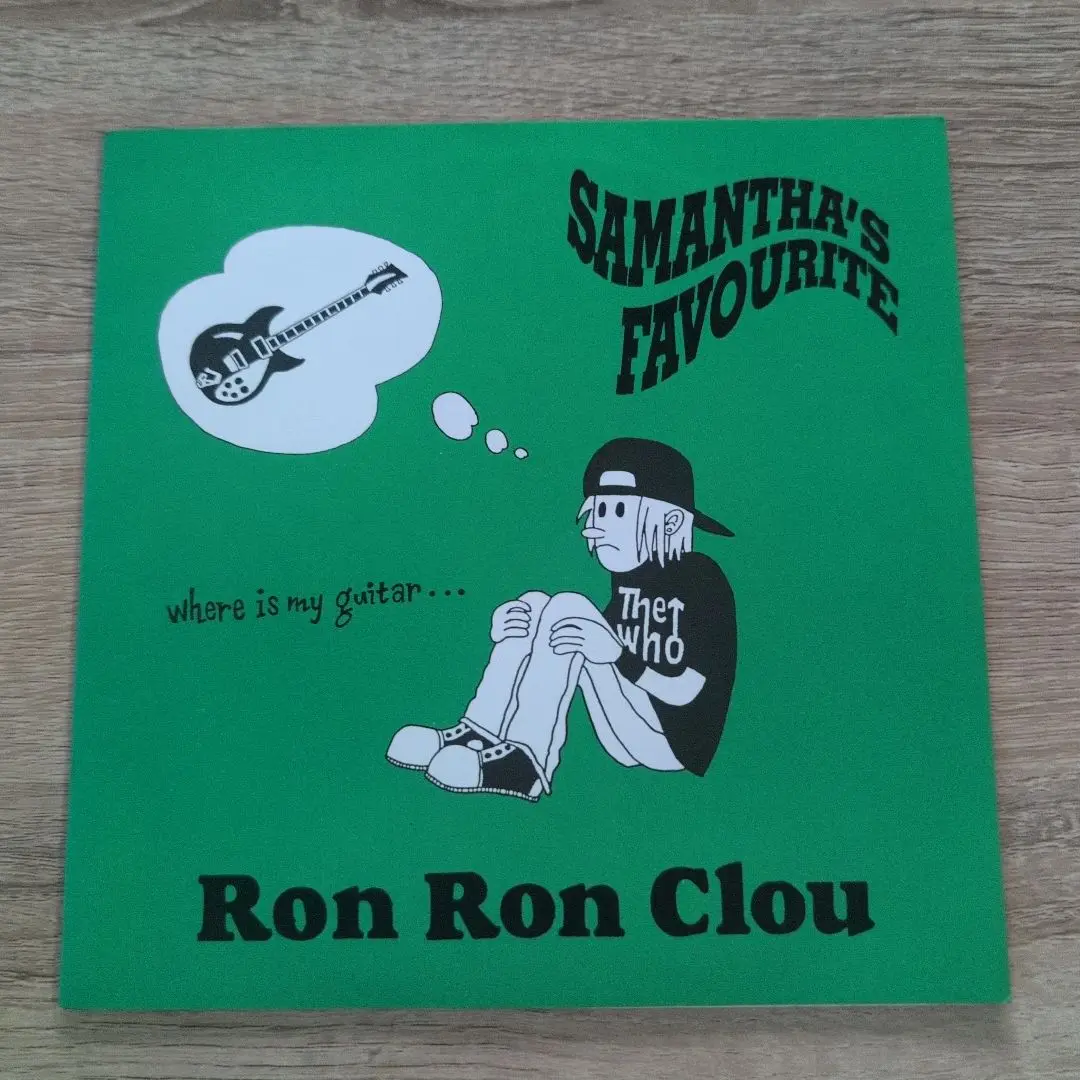 SAMANTHA'S
FAVOURITE
where is my guitar...
The
Who
Ron Ron Clou